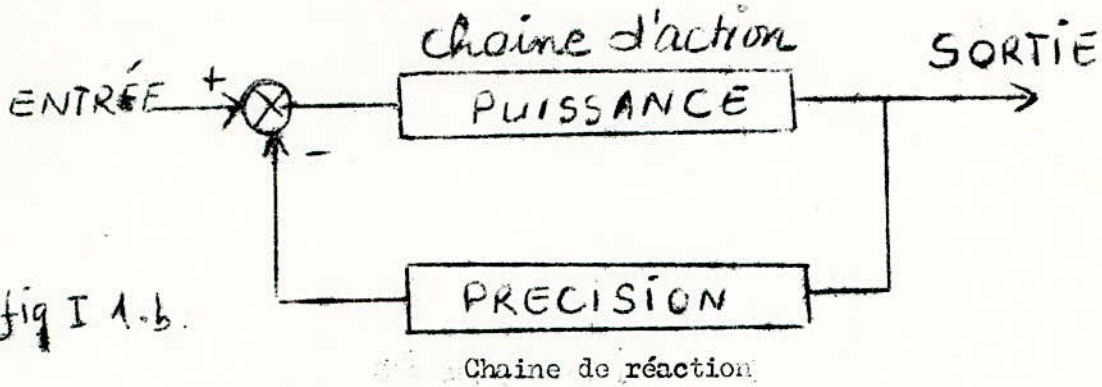 chaine d'action
SORTIE
ENTRÉE
+
PUISSANCE
-
PRECISION
fig I 1.b.
Chaine de réaction